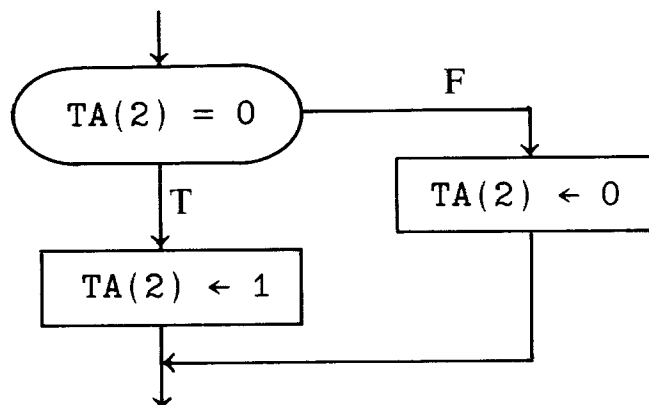 TA(2) = 0
F
T
TA(2) ← 0
TA(2) ← 1